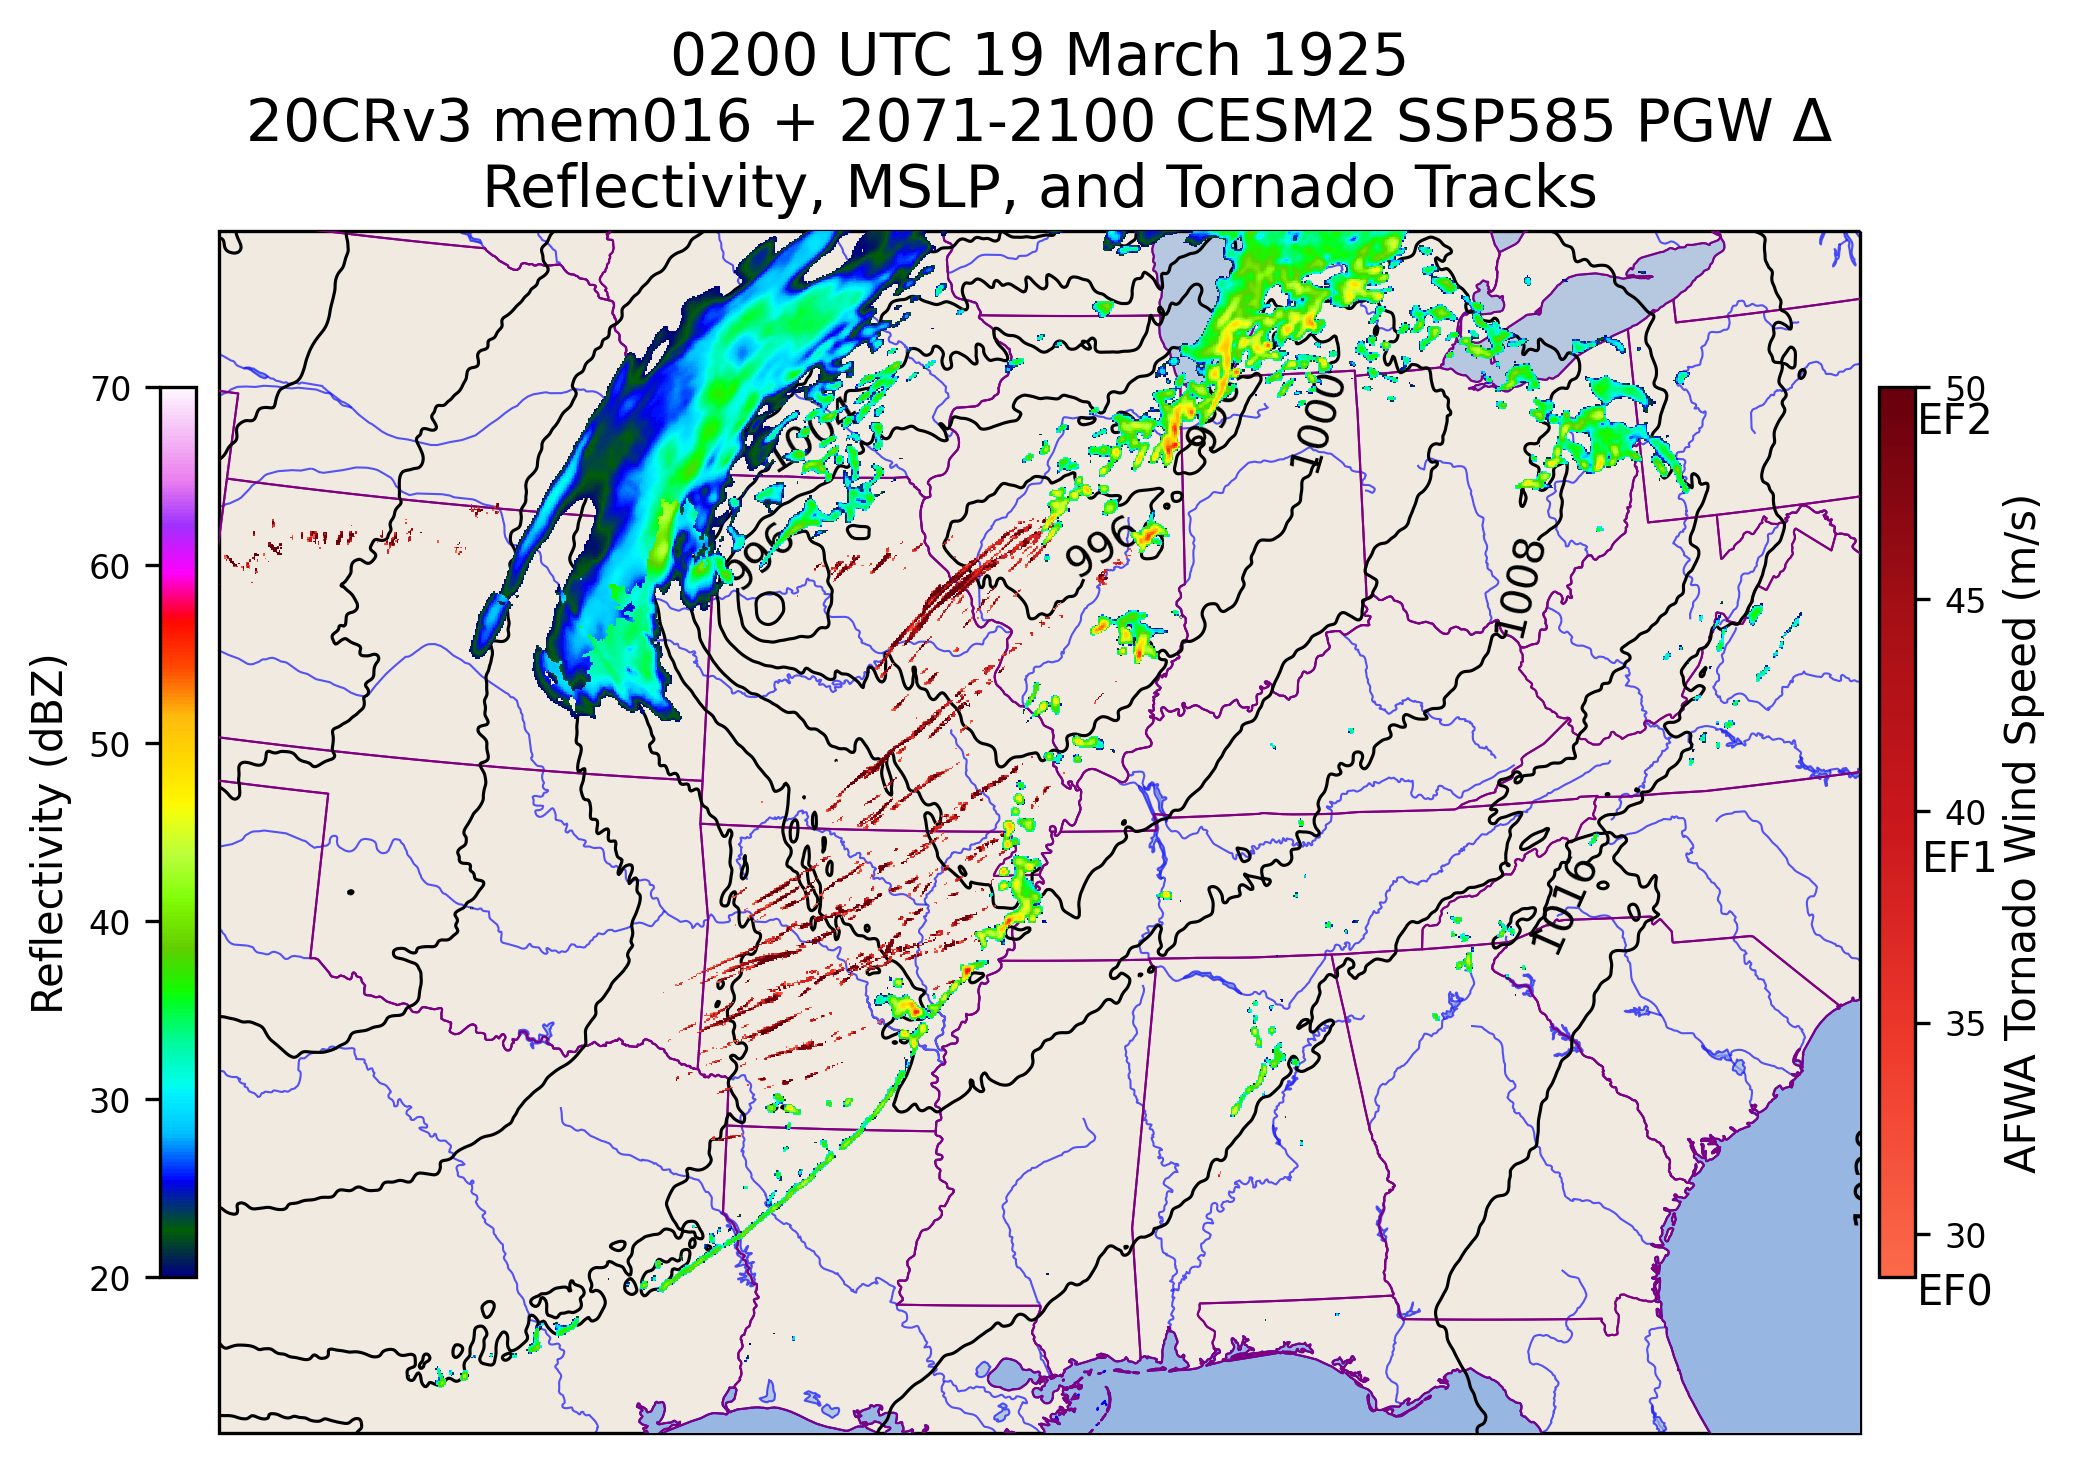 0200 UTC 19 March 1925
20CRv3 mem016 + 2071-2100 CESM2 SSP585 PGW Δ
Reflectivity, MSLP, and Tornado Tracks
Reflectivity (dBZ)
70
60
50
40
30
20
1000
1008
996
996
1016
50
EF2
45
40
EF1
35
30
EF0
AFWA Tornado Wind Speed (m/s)